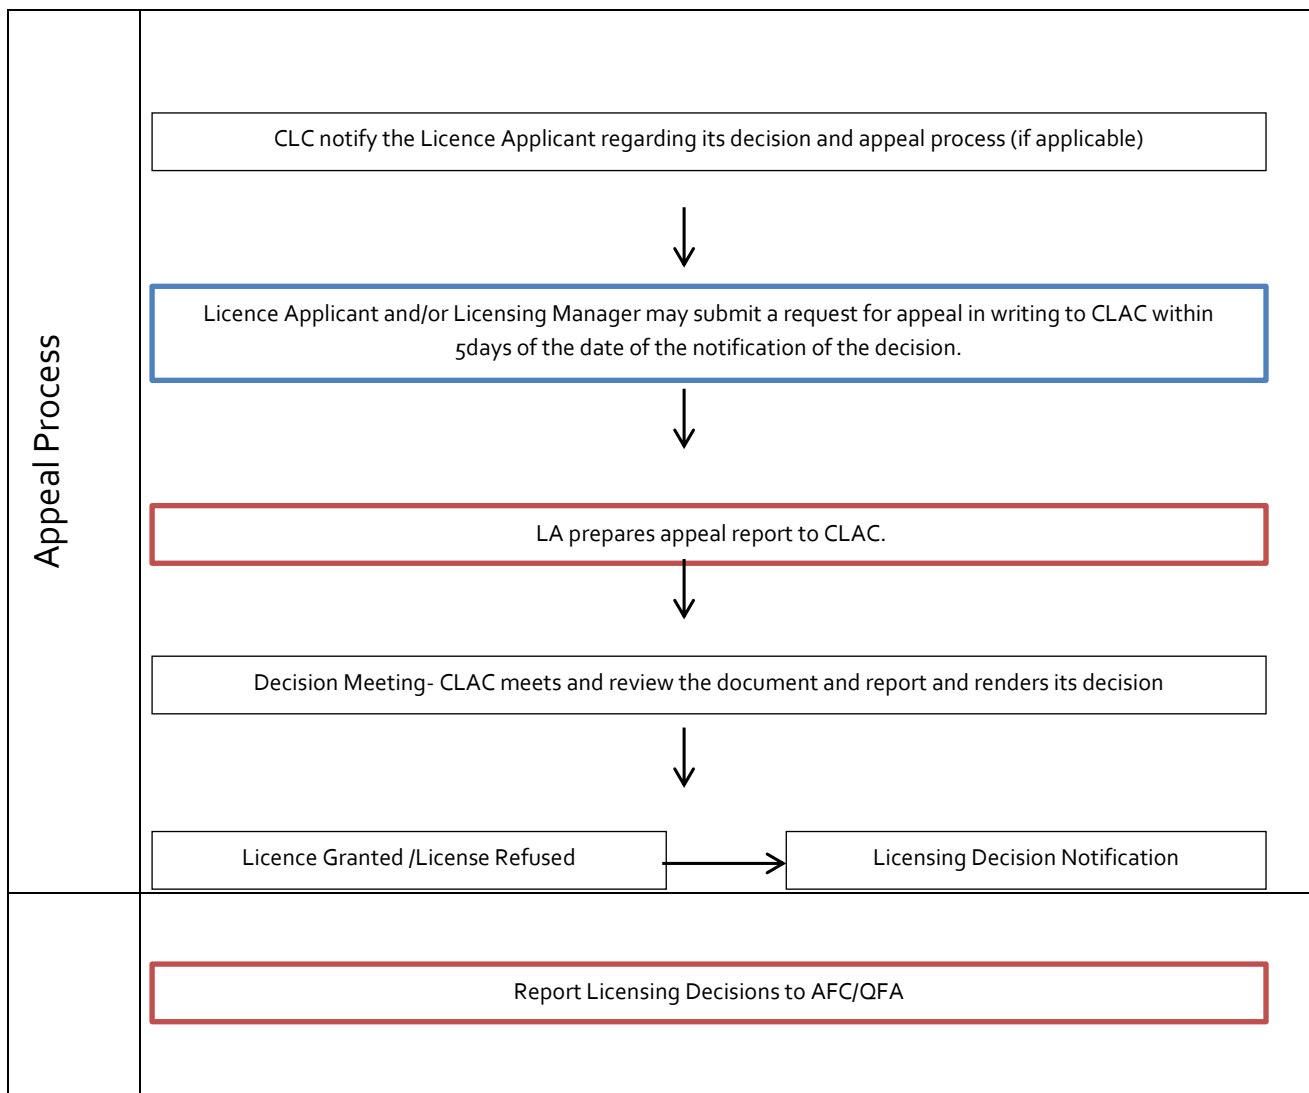 Appeal Process
CLC notify the Licence Applicant regarding its decision and appeal process (if applicable)
Licence Applicant and/or Licensing Manager may submit a request for appeal in writing to CLAC within
5days of the date of the notification of the decision.
LA prepares appeal report to CLAC.
Decision Meeting- CLAC meets and review the document and report and renders its decision
Licence Granted /License Refused
Licensing Decision Notification
Report Licensing Decisions to AFC/QFA